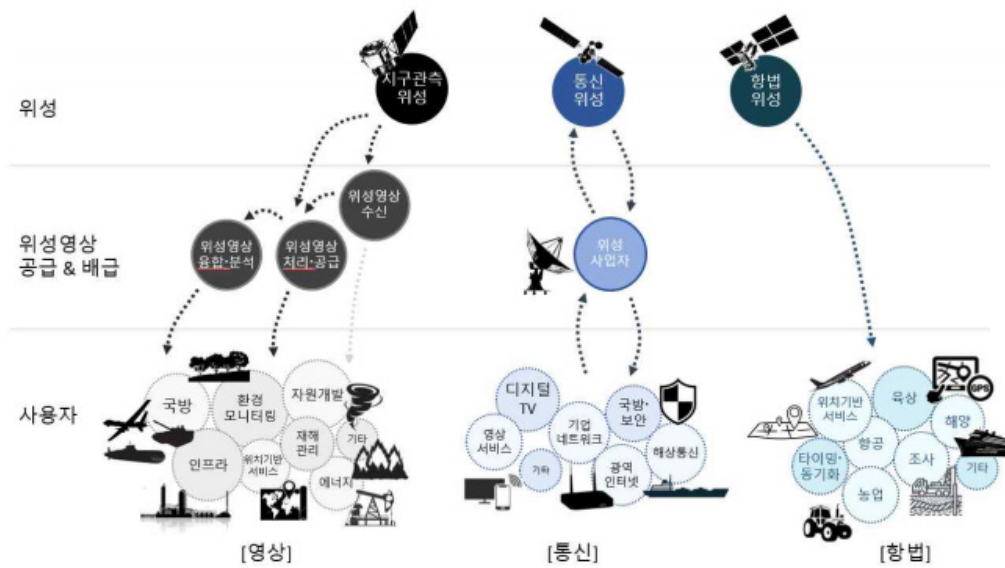 지구관측
위성
통신
위성
항법
위성
위성
위성영상
수신
위성영상
융합·분석
위성영상
처리·공급
위성
사업자
위성영상
공급 & 배급
사용자
국방
환경
모니터링
자원개발
인프라
위치기반
서비스
재해
관리
기타
에너지
디지털
TV
국방·
보안
영상
서비스
기업
네트워크
해상통신
기타
광역
인터넷
위치기반
서비스
육상
GPS
해양
항공
타이밍·
동기화
조사
기타
농업
[영상]
[통신]
[항법]